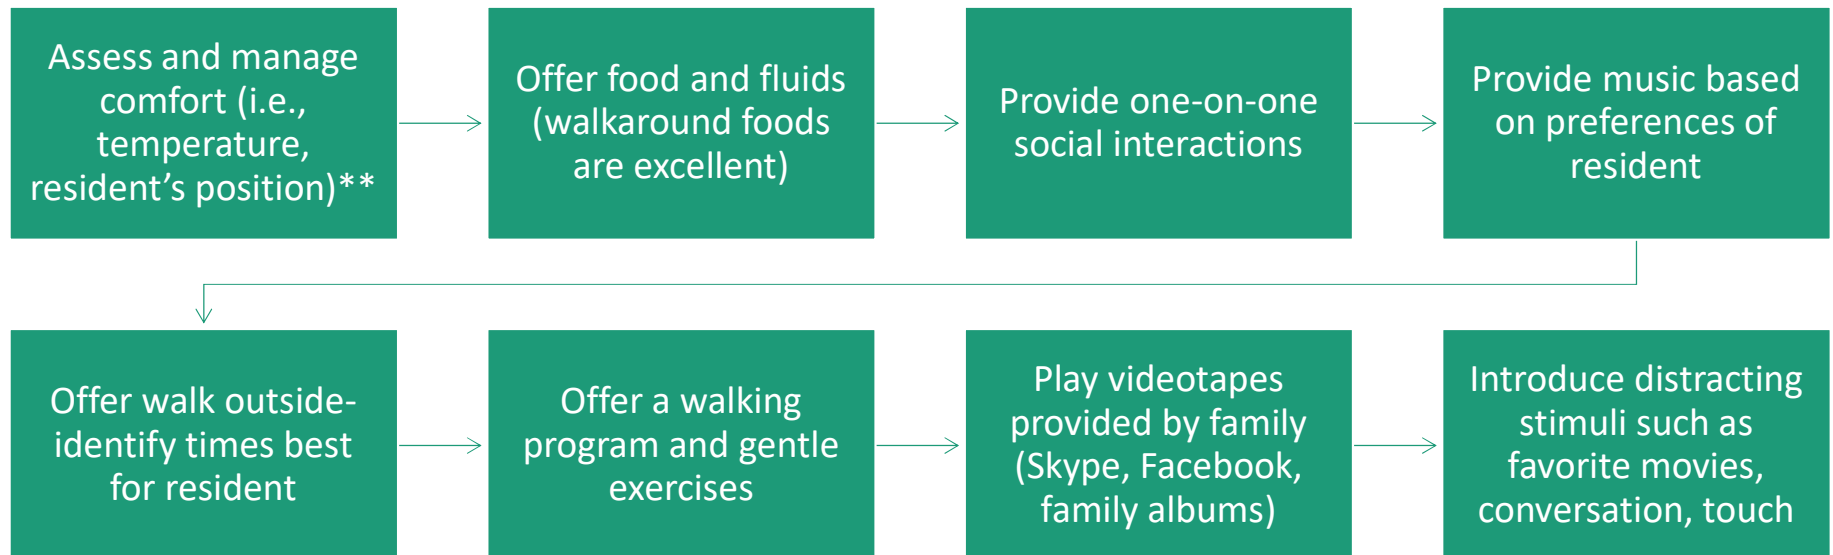 Assess and manage
comfort (i.e.,
temperature,
resident’s position)**
Offer food and fluids
(walkaround foods
are excellent)
Provide one-on-one
social interactions
Provide music based
on preferences of
resident
Offer walk outside-
identify times best
for resident
Offer a walking
program and gentle
exercises
Play videotapes
provided by family
(Skype, Facebook,
family albums)
Introduce distracting
stimuli such as
favorite movies,
conversation, touch